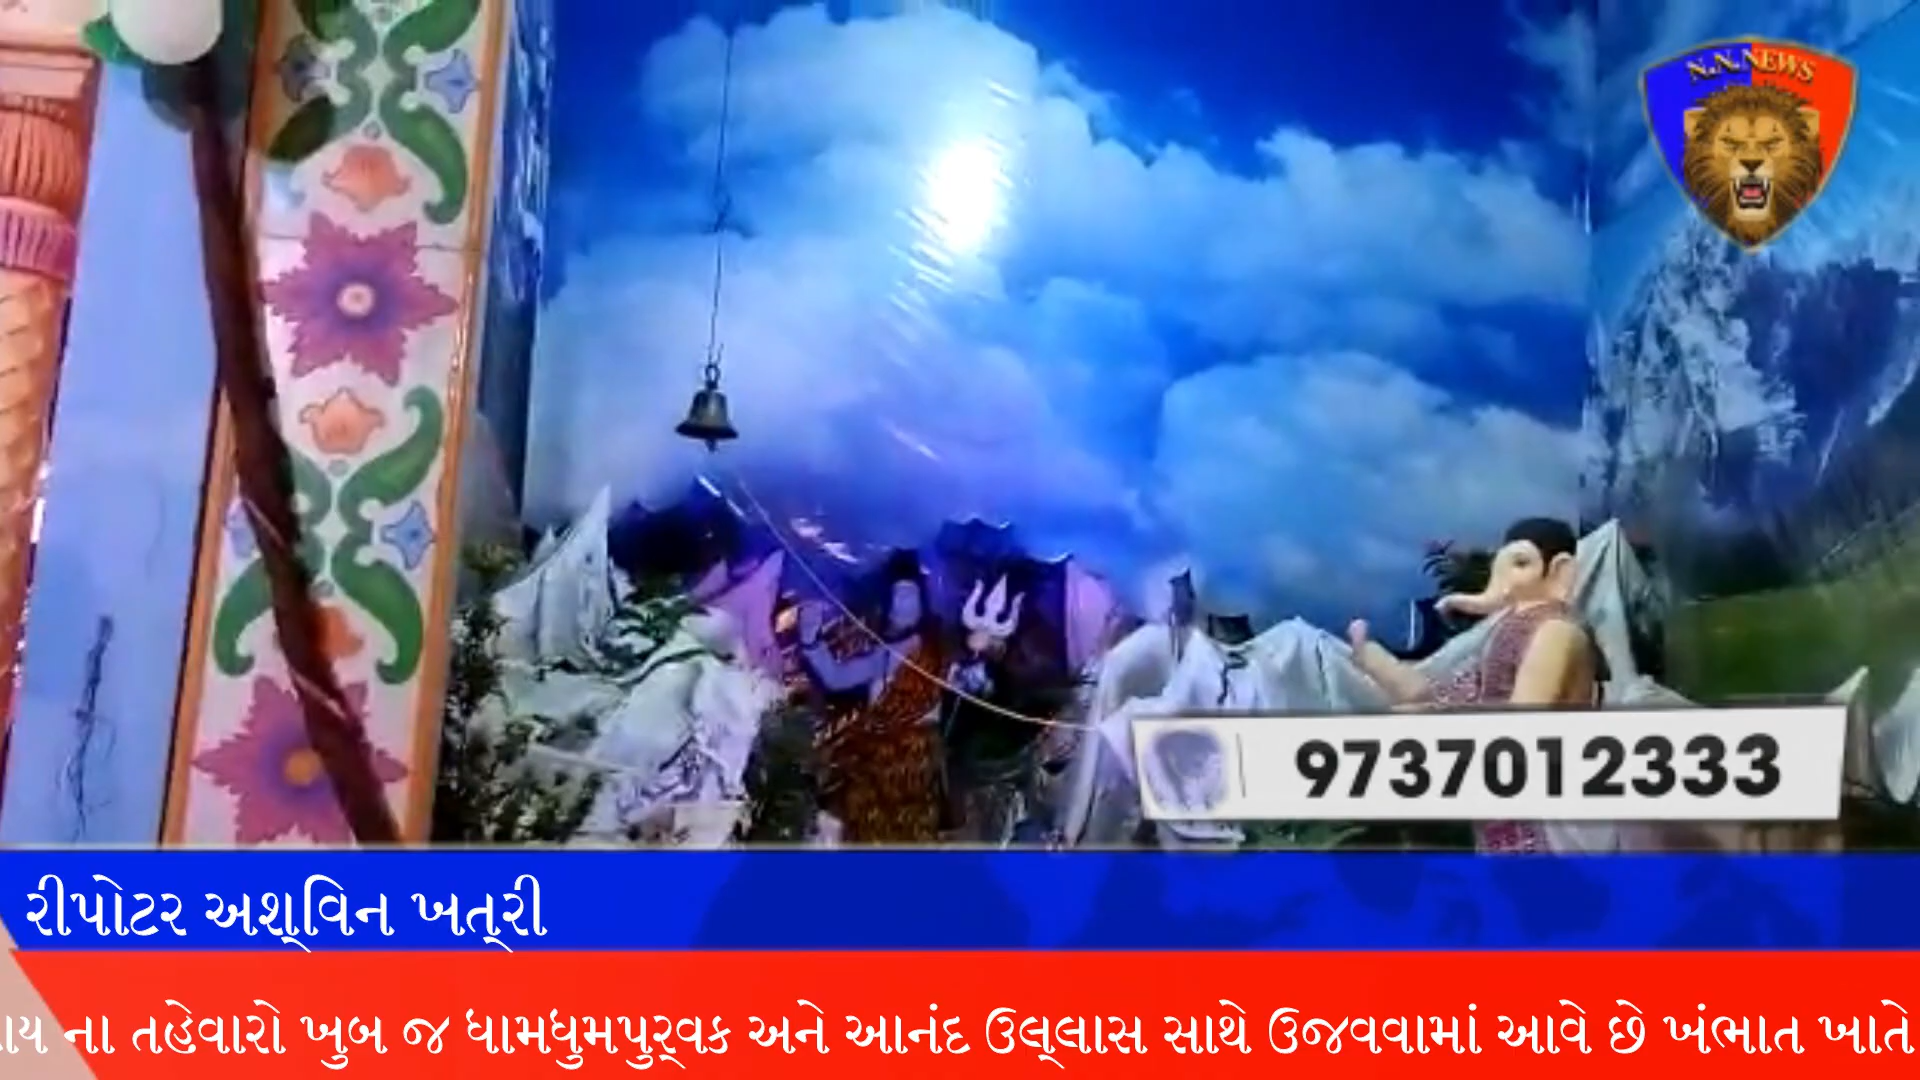 N.N.NEWS
9737012333
રીપોટર અશ્વિન ખત્રી
ના તહેવારો ખુબ જ ધામધુમપુર્વક અને આનંદ ઉલ્લાસ સાથે ઉજવવામાં આવે છે ખંભાત ખાતે